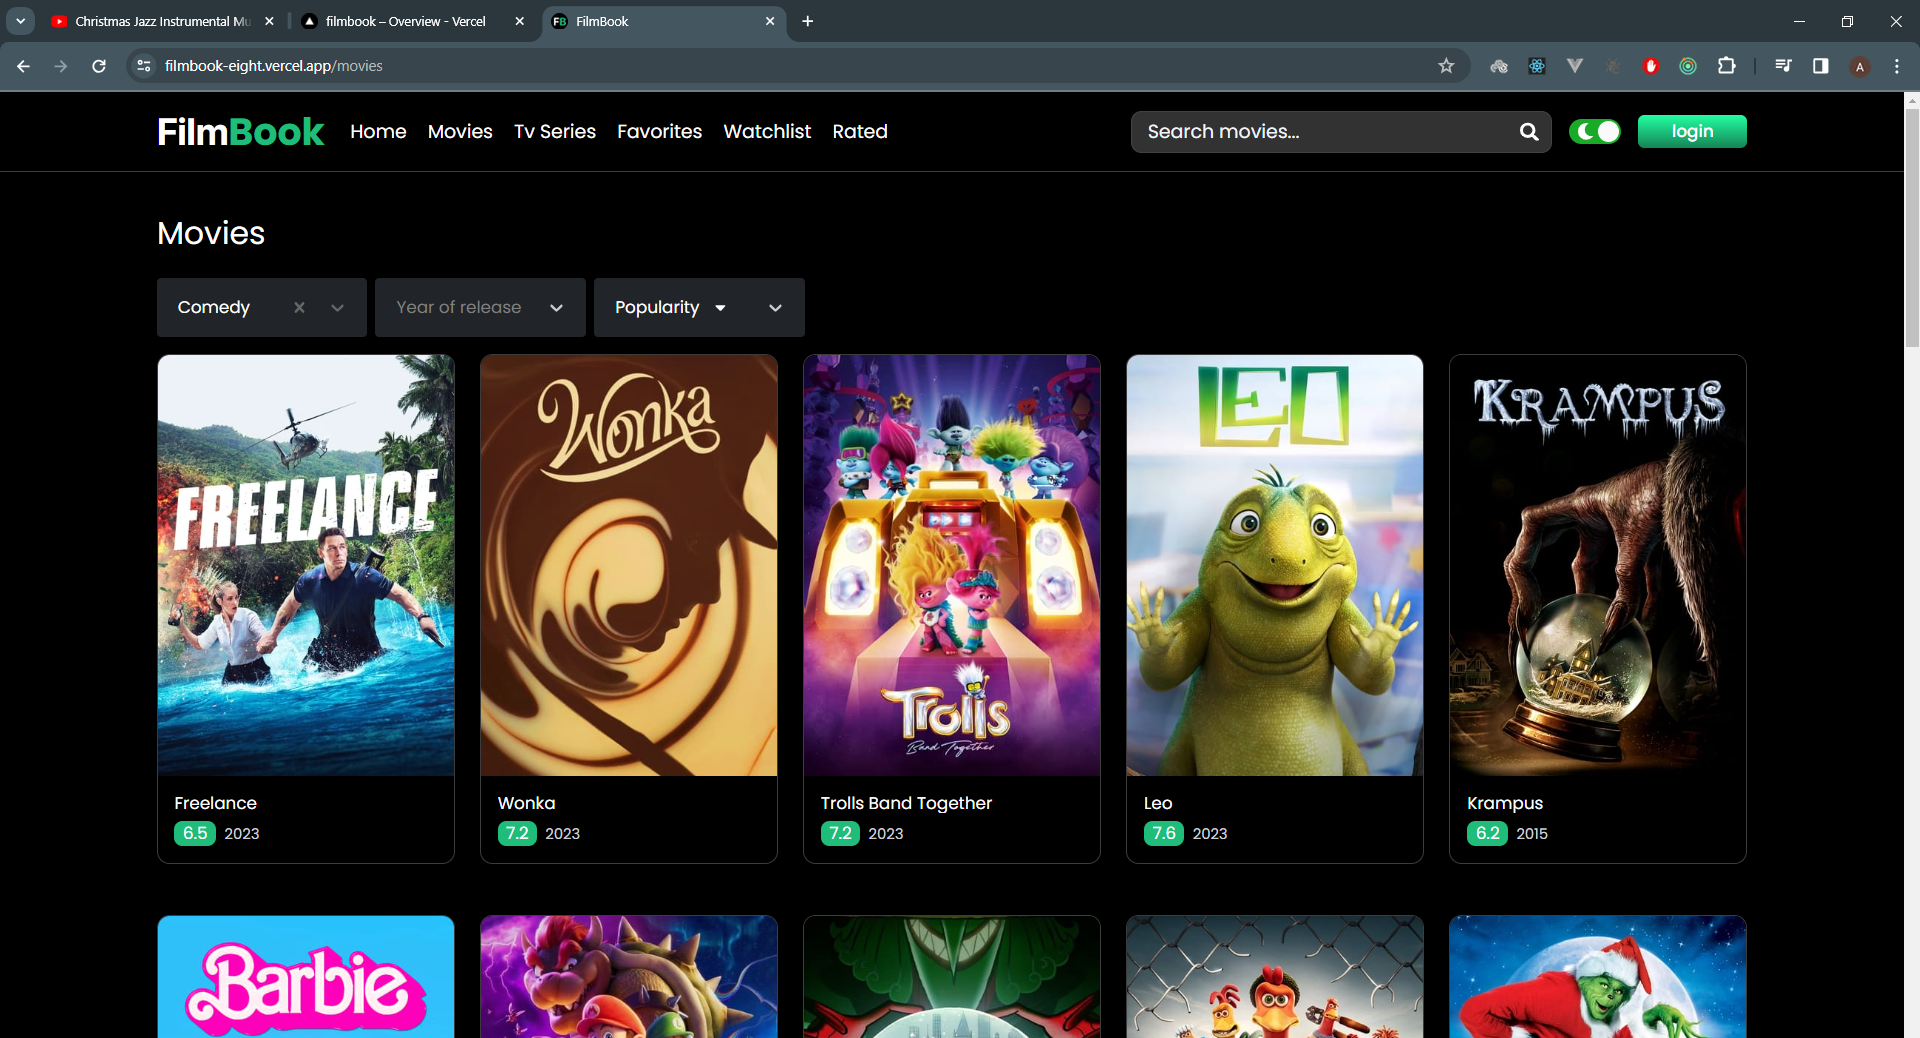 Christmas Jazz Instrumental Mu
filmbook – Overview - Vercel
FB FilmBook
filmbook-eight.vercel.app/movies
A
FilmBook
Home Movies Tv Series Favorites Watchlist Rated
Search movies...
login
Movies
Comedy
Year of release
Popularity
FREELANCE
Wonka
Trolls
Band Together
LEO
KRAMPUS
Freelance
6.5 2023
Wonka
7.2 2023
Trolls Band Together
7.2 2023
Leo
7.6 2023
Krampus
6.2 2015
Barbie